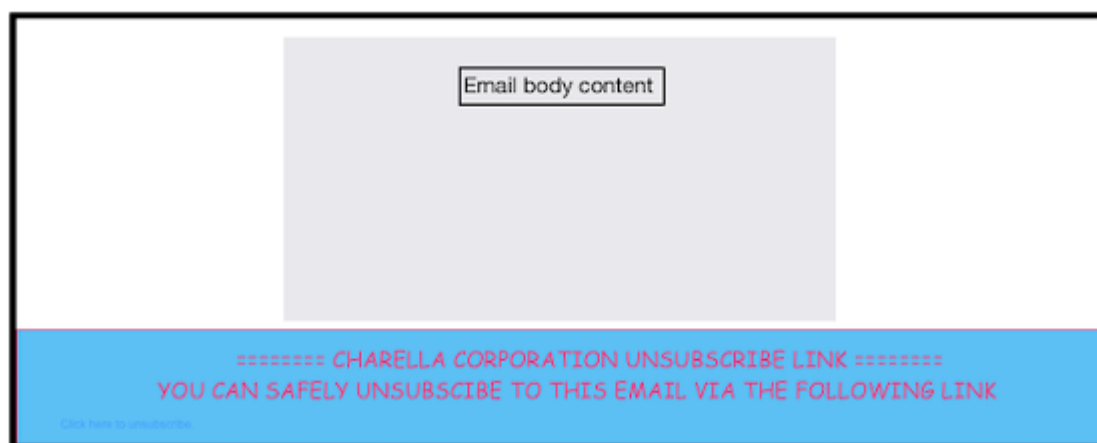 Email body content
======== CHARELLA CORPORATION UNSUBSCRIBE LINK ========
YOU CAN SAFELY UNSUBSCIBE TO THIS EMAIL VIA THE FOLLOWING LINK
Click here to unsubscribe.